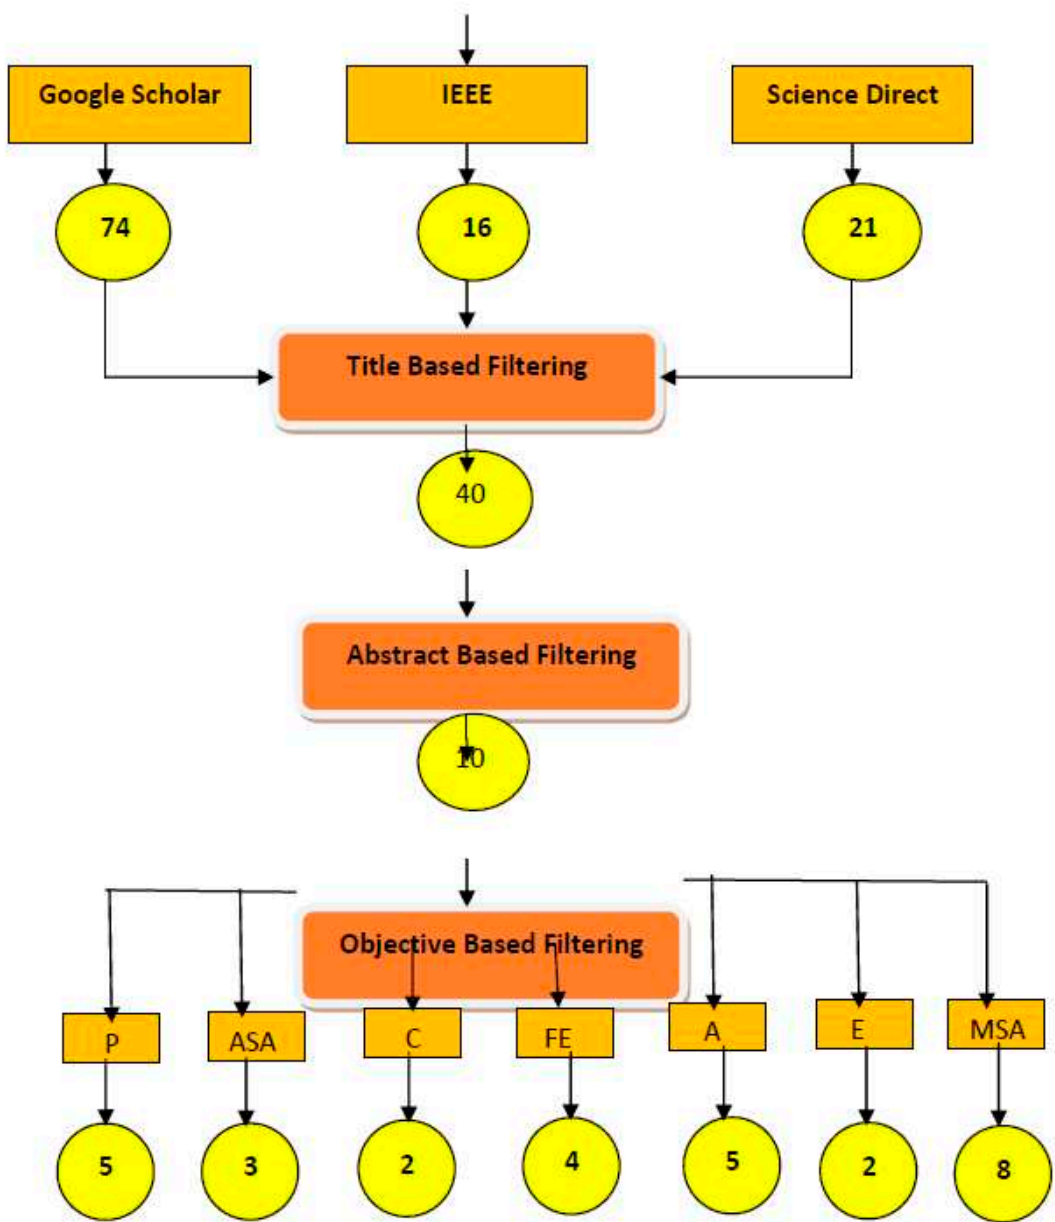 Google Scholar
IEEE
Science Direct
74
16
21
Title Based Filtering
40
Abstract Based Filtering
10
Objective Based Filtering
P
ASA
C
FE
A
E
MSA
5
3
2
4
5
2
8